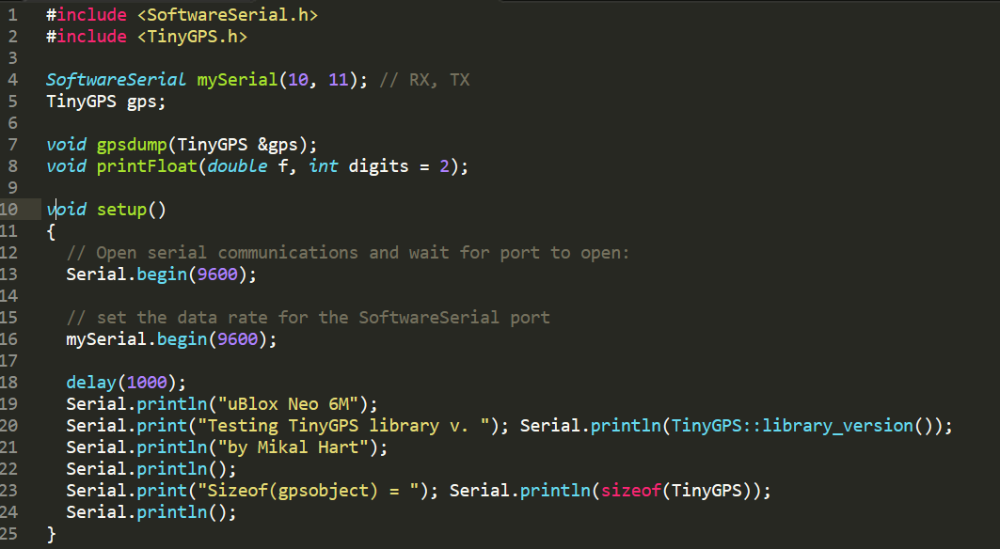 1 #include <SoftwareSerial.h>
2 #include <TinyGPS.h>
3
4 SoftwareSerial mySerial(10, 11); // RX, TX
5 TinyGPS gps;
6
7 void gpsdump(TinyGPS &gps);
8 void printFloat(double f, int digits = 2);
9
10 void setup()
11 {
12   // Open serial communications and wait for port to open:
13   Serial.begin(9600);
14
15   // set the data rate for the SoftwareSerial port
16   mySerial.begin(9600);
17
18   delay(1000);
19   Serial.println("uBlox Neo 6M");
20   Serial.print("Testing TinyGPS library v. "); Serial.println(TinyGPS::library_version());
21   Serial.println("by Mikal Hart");
22   Serial.println();
23   Serial.print("Sizeof(gpsobject) = "); Serial.println(sizeof(TinyGPS));
24   Serial.println();
25 }